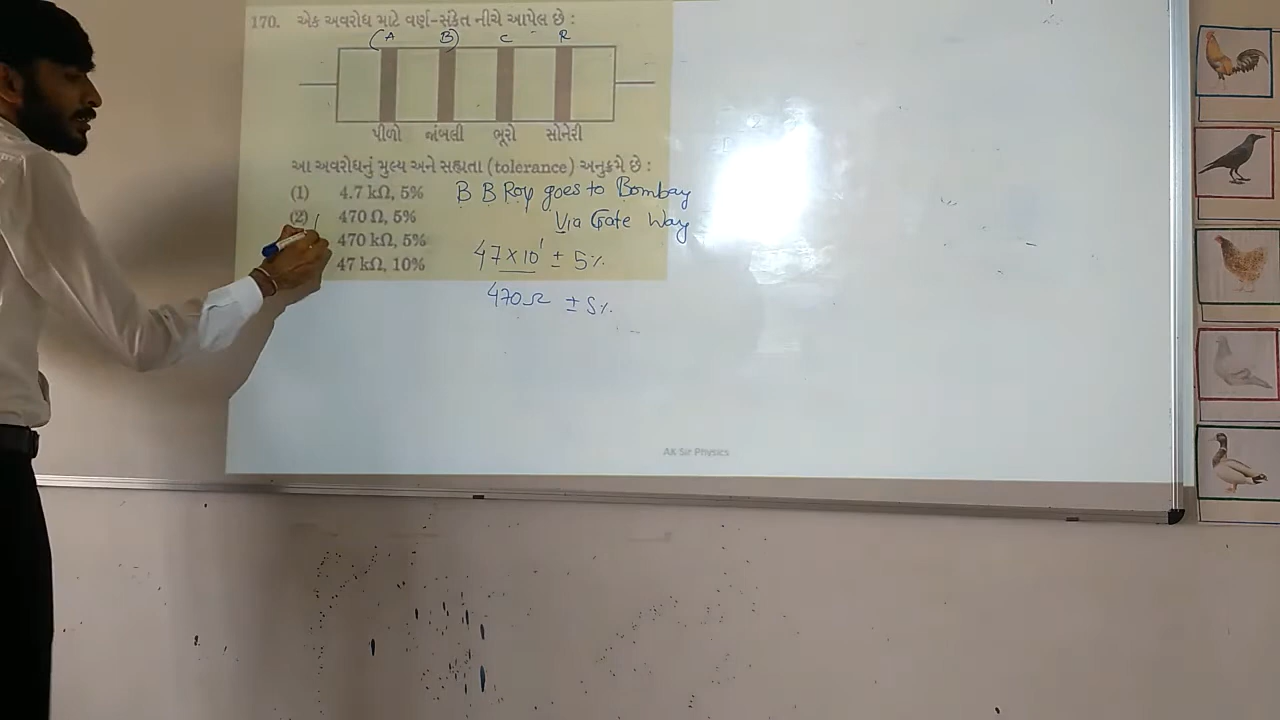 170. એક અવરોધ માટે વર્ણ-સંકેત નીચે આપેલ છે :
(A B) C R
પીળો જાંબલી ભૂરો સોનેરી
આ અવરોધનું મુલ્ય અને સહ્યતા (tolerance) અનુક્રમે છે :
(1) 4.7 kΩ, 5%
(2) 470 Ω, 5%
470 kΩ, 5%
47 kΩ, 10%
B B Roy goes to Bombay
Via Gate Way
47×10¹ ± 5%
470Ω ± 5%
AK Sir Physics